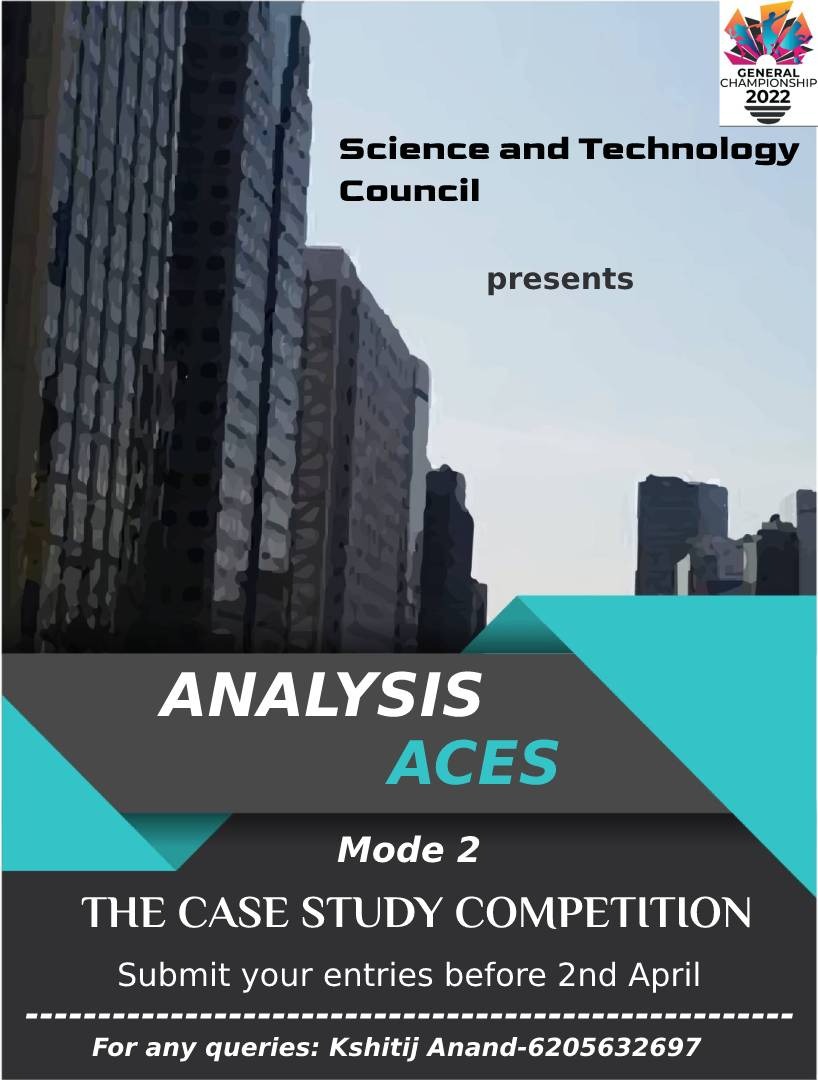 GENERAL
CHAMPIONSHIP
2022
Science and Technology
Council
presents
ANALYSIS
ACES
Mode 2
THE CASE STUDY COMPETITION
Submit your entries before 2nd April
For any queries: Kshitij Anand-6205632697